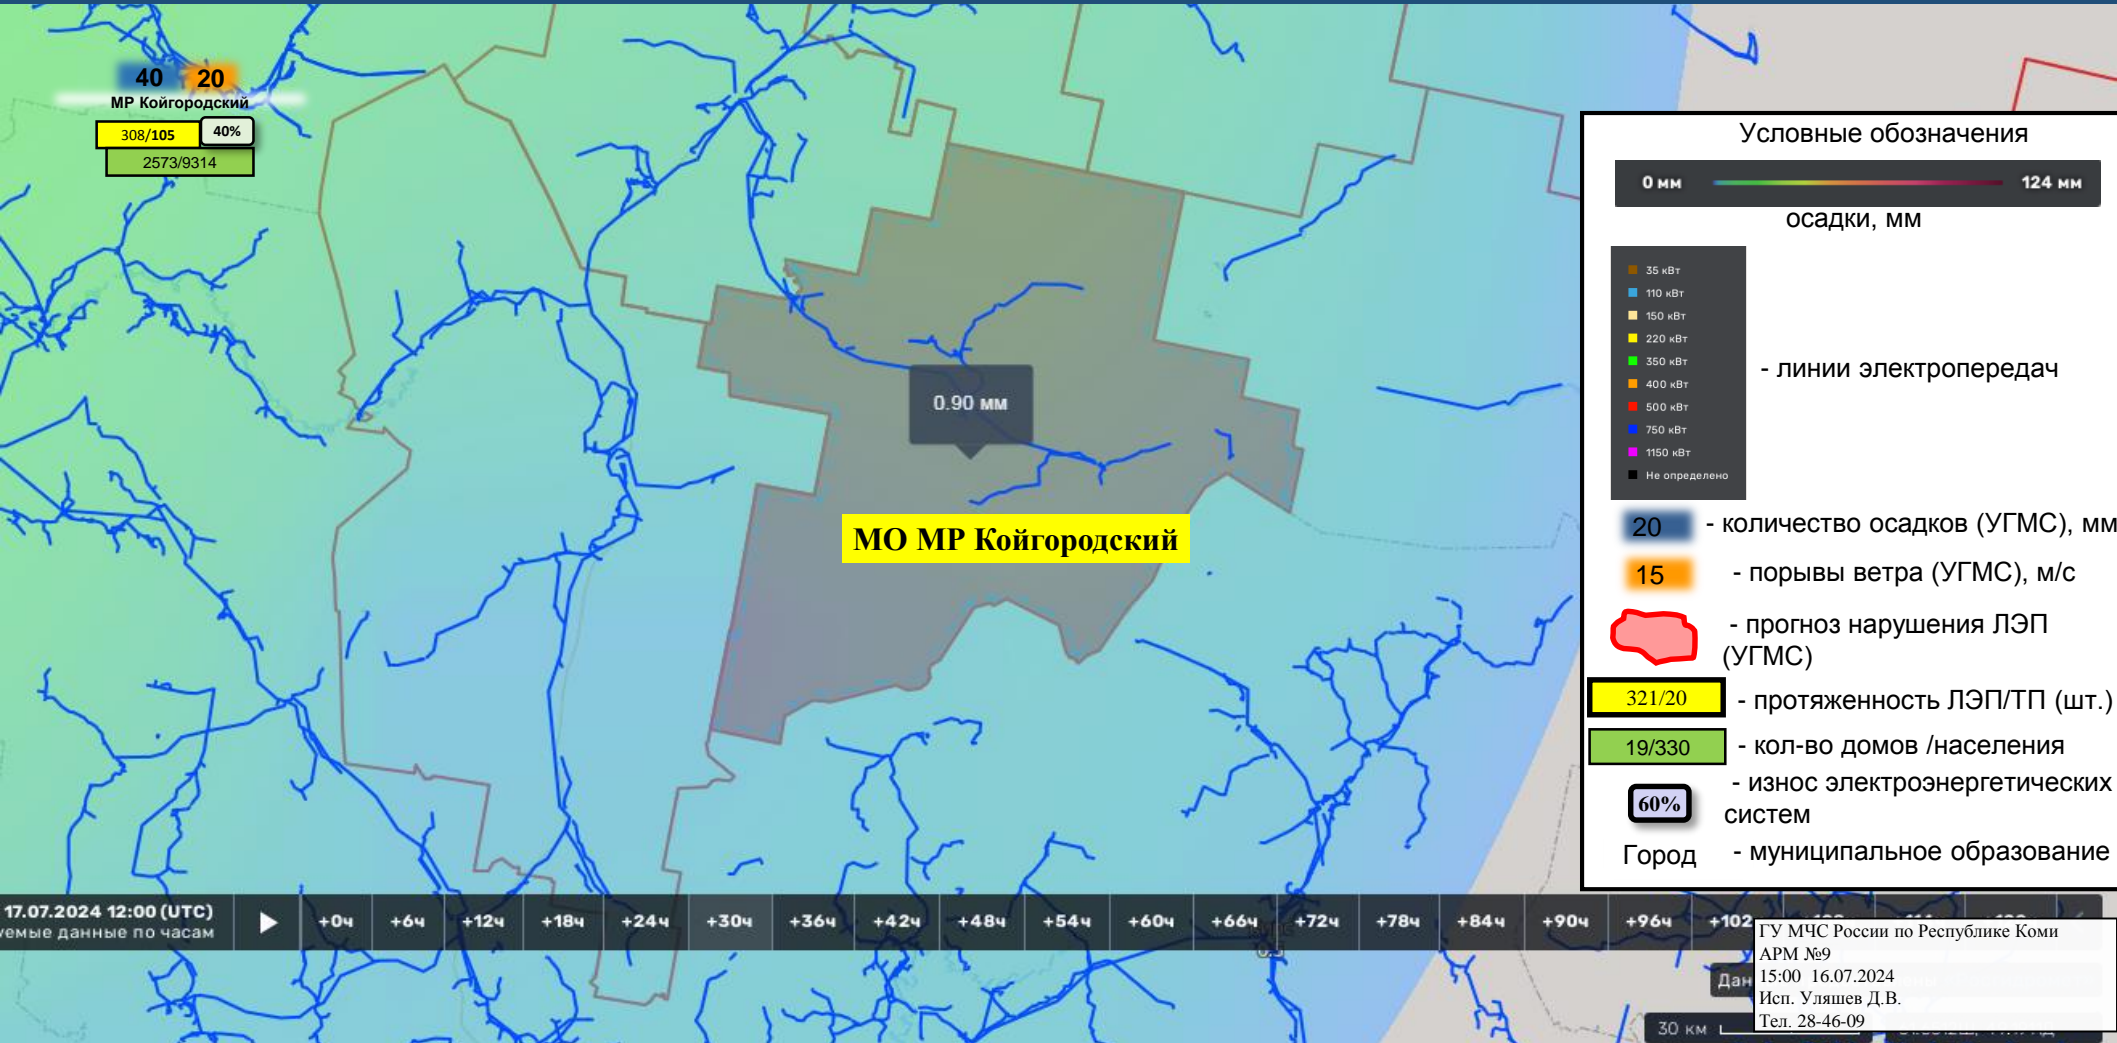 40 20
МР Койгородский
308/105 40%
2573/9314
0.90 мм
МО МР Койгородский
Условные обозначения
0 мм 124 мм
осадки, мм
35 кВт
110 кВт
150 кВт
220 кВт
350 кВт
400 кВт
500 кВт
750 кВт
1150 кВт
Не определено
- линии электропередач
20 - количество осадков (УГМС), мм
15 - порывы ветра (УГМС), м/с
- прогноз нарушения ЛЭП
(УГМС)
321/20 - протяженность ЛЭП/ТП (шт.)
19/330 - кол-во домов /населения
60% - износ электроэнергетических
систем
Город - муниципальное образование
17.07.2024 12:00 (UTC)
уемые данные по часам
+0ч +6ч +12ч +18ч +24ч +30ч +36ч +42ч +48ч +54ч +60ч +66ч +72ч +78ч +84ч +90ч +96ч +102
ГУ МЧС России по Республике Коми
АРМ №9
15:00 16.07.2024
Исп. Уляшев Д.В.
Тел. 28-46-09
Дан
30 км